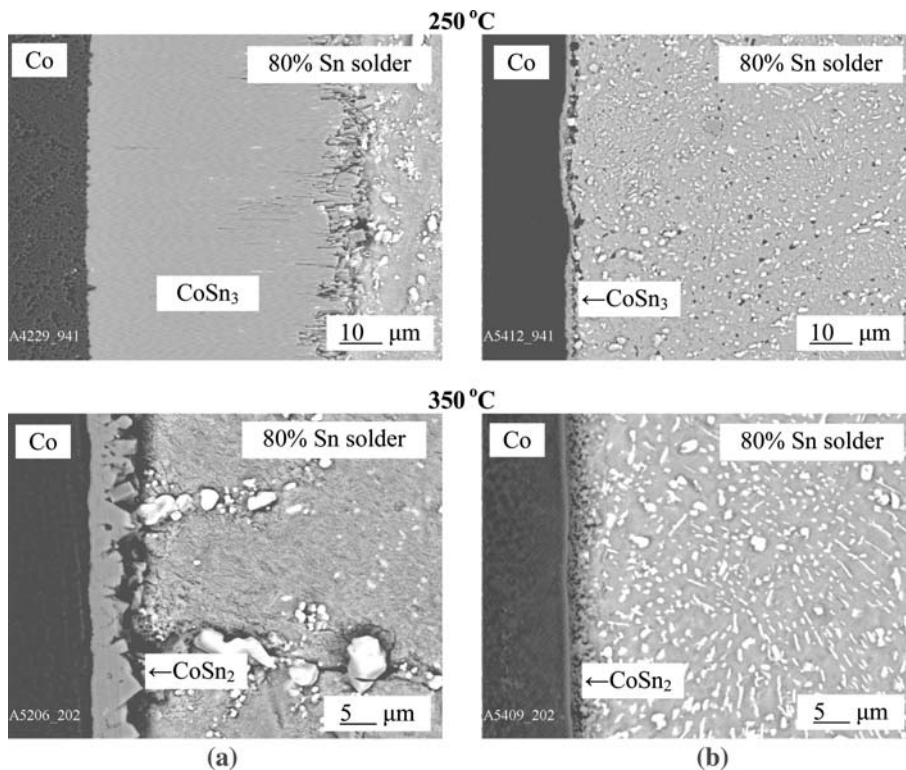 250 °C
Co
80% Sn solder
CoSn₃
A4229_941
10 μm
Co
80% Sn solder
←CoSn₃
A5412_941
10 μm
350 °C
Co
80% Sn solder
←CoSn₂
A5206_202
5 μm
Co
80% Sn solder
←CoSn₂
A5409_202
5 μm
(a)
(b)